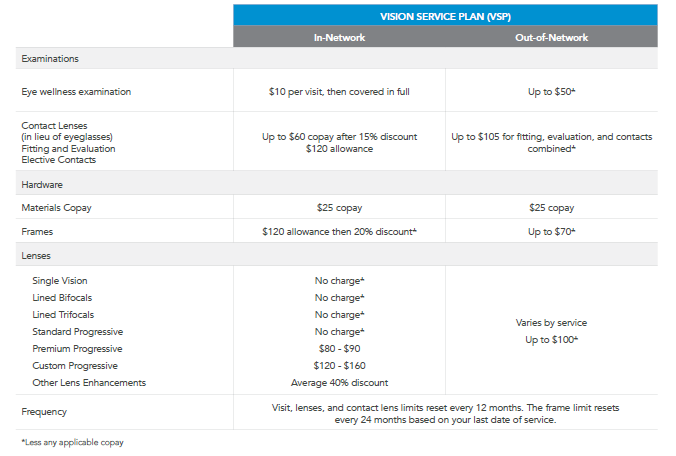 VISION SERVICE PLAN (VSP)
In-Network Out-of-Network
Examinations
Eye wellness examination $10 per visit, then covered in full Up to $50*
Contact Lenses
(in lieu of eyeglasses)
Fitting and Evaluation
Elective Contacts
Up to $60 copay after 15% discount
$120 allowance
Up to $105 for fitting, evaluation, and contacts
combined*
Hardware
Materials Copay $25 copay $25 copay
Frames $120 allowance then 20% discount* Up to $70*
Lenses
Single Vision No charge*
Lined Bifocals No charge*
Lined Trifocals No charge*
Standard Progressive No charge*
Premium Progressive $80 - $90
Custom Progressive $120 - $160
Other Lens Enhancements Average 40% discount
Varies by service
Up to $100*
Frequency
Visit, lenses, and contact lens limits reset every 12 months. The frame limit resets
every 24 months based on your last date of service.
*Less any applicable copay